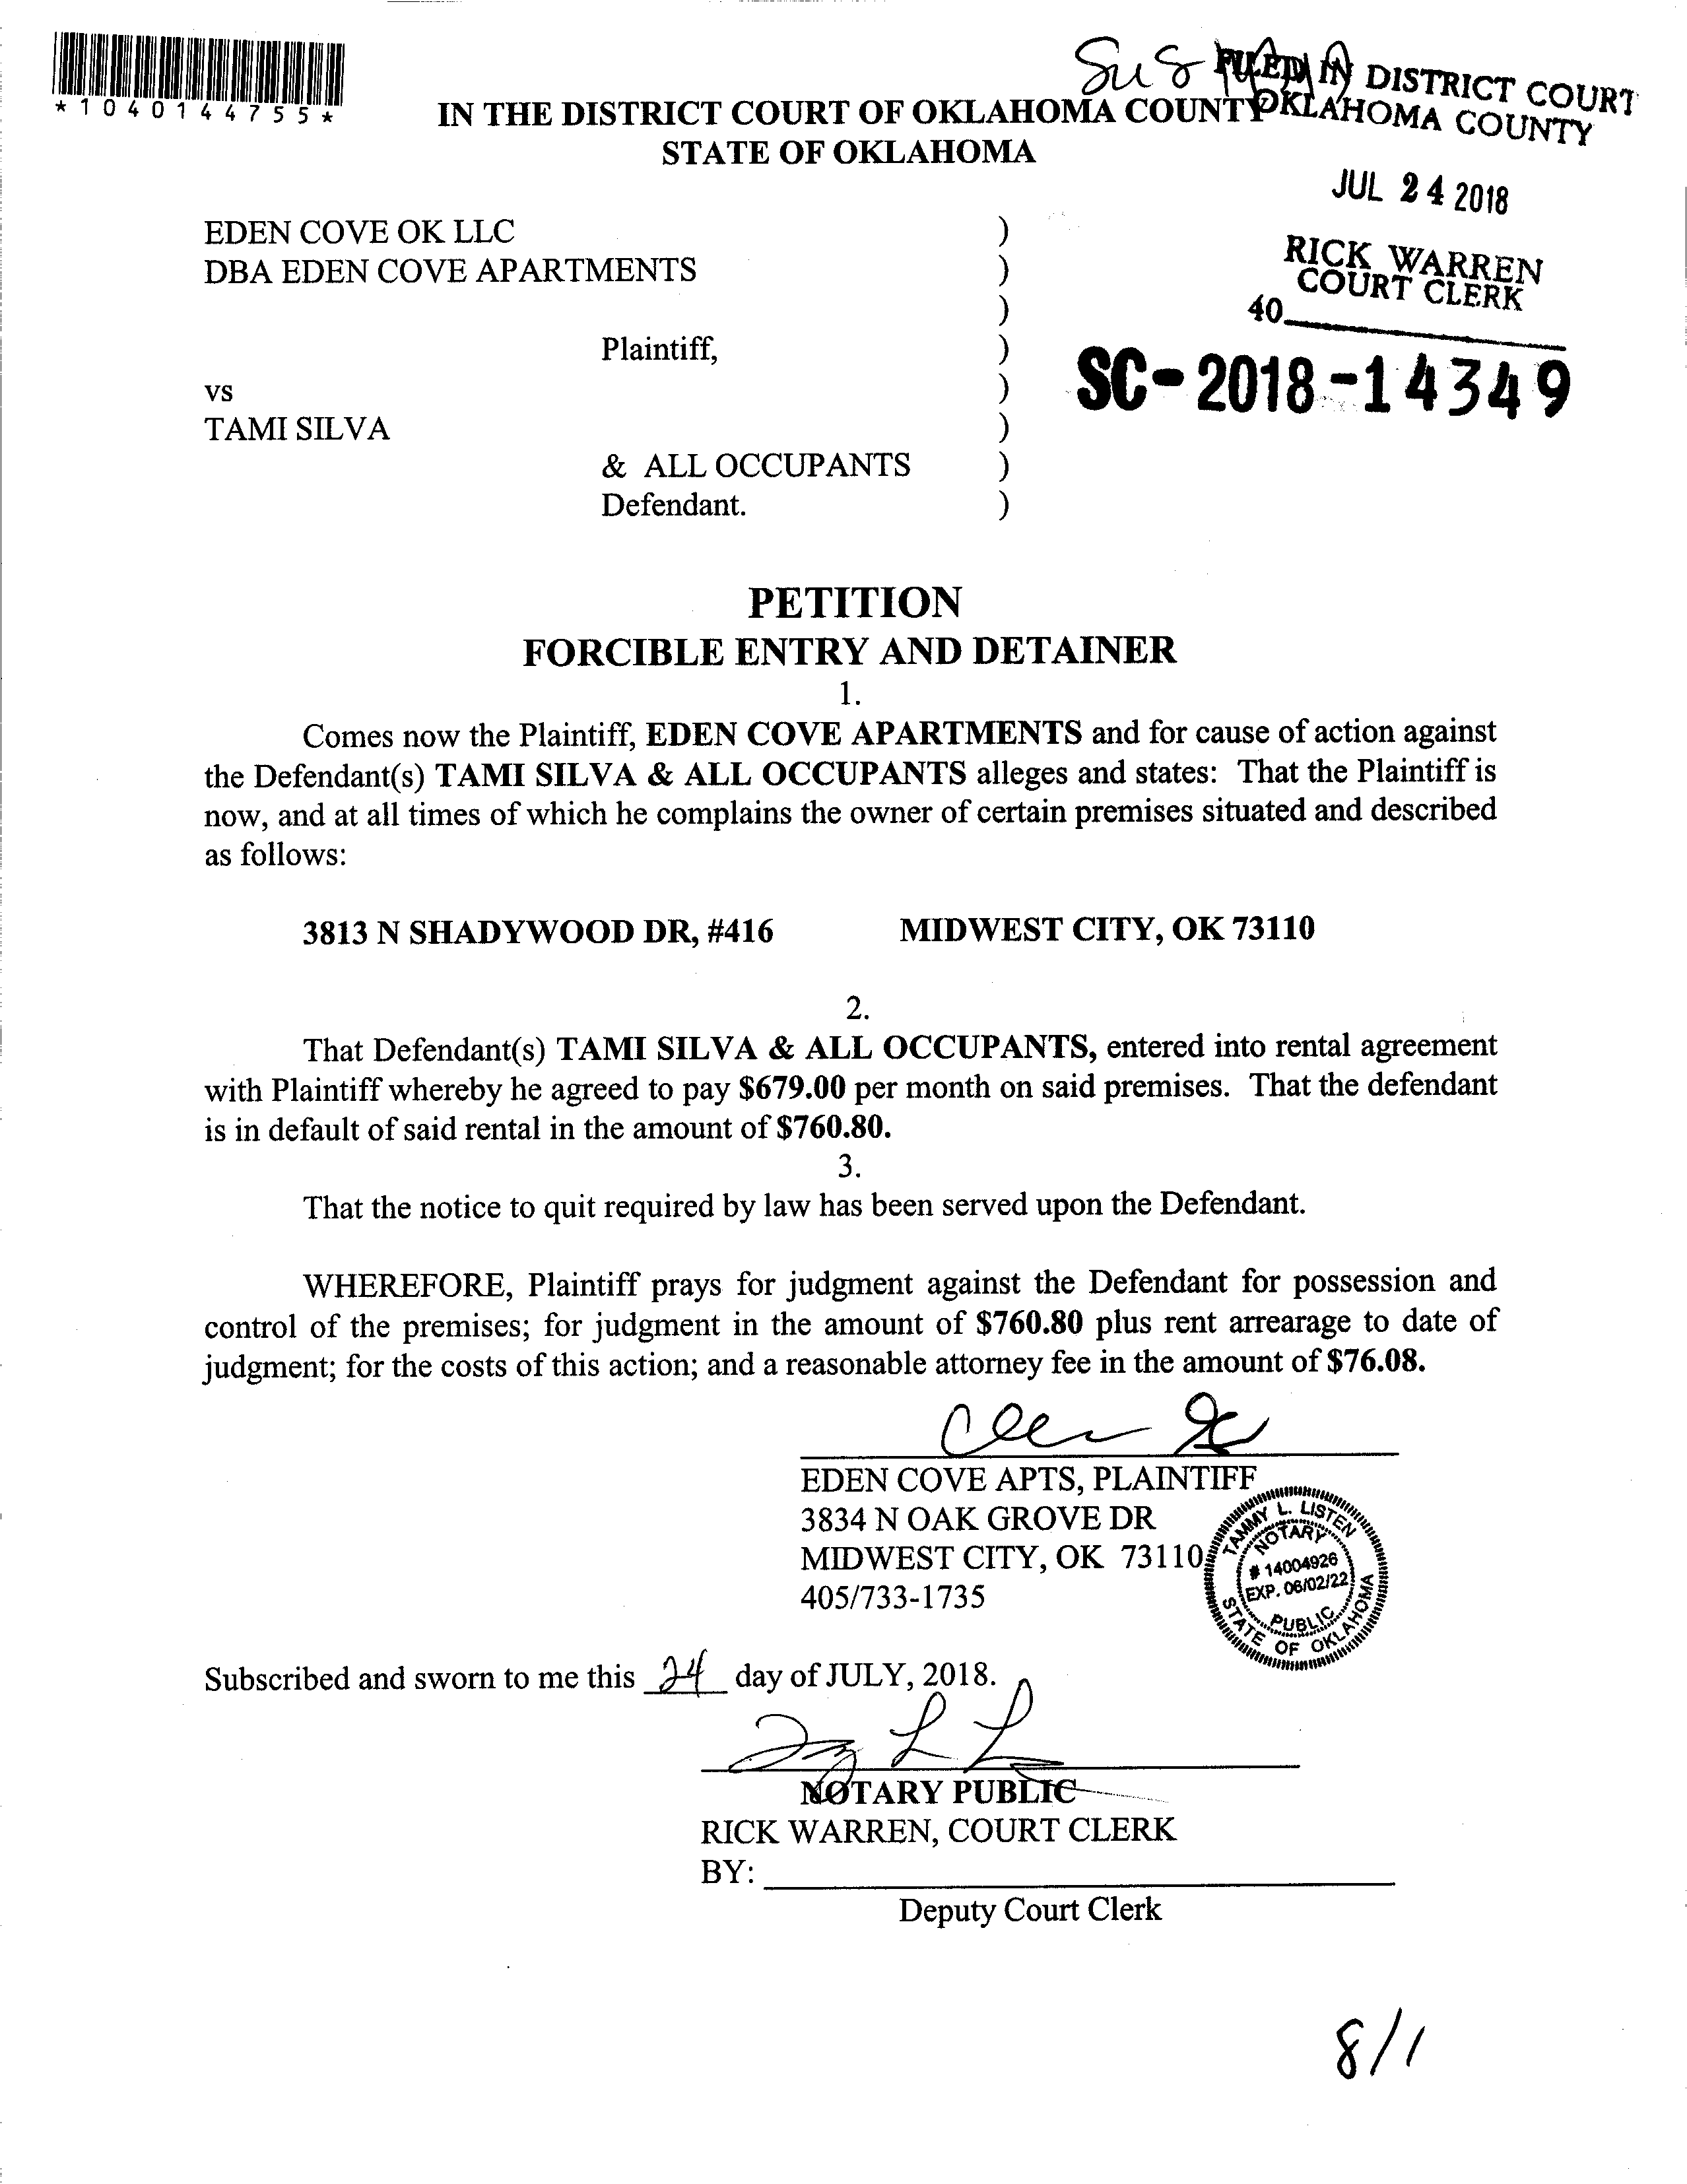 *1040144755*
FILED IN DISTRICT COURT
OKLAHOMA COUNTY
IN THE DISTRICT COURT OF OKLAHOMA COUNTY
STATE OF OKLAHOMA
JUL 24 2018
RICK WARREN
COURT CLERK
40
SC-2018-14349
EDEN COVE OK LLC )
DBA EDEN COVE APARTMENTS )
)
Plaintiff, )
vs )
TAMI SILVA )
& ALL OCCUPANTS )
Defendant. )
PETITION
FORCIBLE ENTRY AND DETAINER
1.
Comes now the Plaintiff, EDEN COVE APARTMENTS and for cause of action against
the Defendant(s) TAMI SILVA & ALL OCCUPANTS alleges and states: That the Plaintiff is
now, and at all times of which he complains the owner of certain premises situated and described
as follows:
3813 N SHADYWOOD DR, #416 MIDWEST CITY, OK 73110
2.
That Defendant(s) TAMI SILVA & ALL OCCUPANTS, entered into rental agreement
with Plaintiff whereby he agreed to pay $679.00 per month on said premises. That the defendant
is in default of said rental in the amount of $760.80.
3.
That the notice to quit required by law has been served upon the Defendant.
WHEREFORE, Plaintiff prays for judgment against the Defendant for possession and
control of the premises; for judgment in the amount of $760.80 plus rent arrearage to date of
judgment; for the costs of this action; and a reasonable attorney fee in the amount of $76.08.
EDEN COVE APTS, PLAINTIFF
3834 N OAK GROVE DR
MIDWEST CITY, OK 73110
405/733-1735
TAMMY L. LISTEN
NOTARY
# 14004926
EXP. 06/02/22
PUBLIC
STATE OF OKLAHOMA
Subscribed and sworn to me this 24 day of JULY, 2018.
NOTARY PUBLIC
RICK WARREN, COURT CLERK
BY:
Deputy Court Clerk
8/1